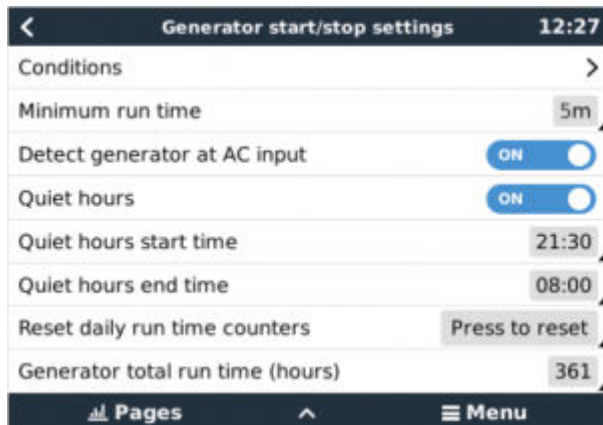 Generator start/stop settings 12:27
Conditions
Minimum run time 5m
Detect generator at AC input ON
Quiet hours ON
Quiet hours start time 21:30
Quiet hours end time 08:00
Reset daily run time counters Press to reset
Generator total run time (hours) 361
Pages Menu